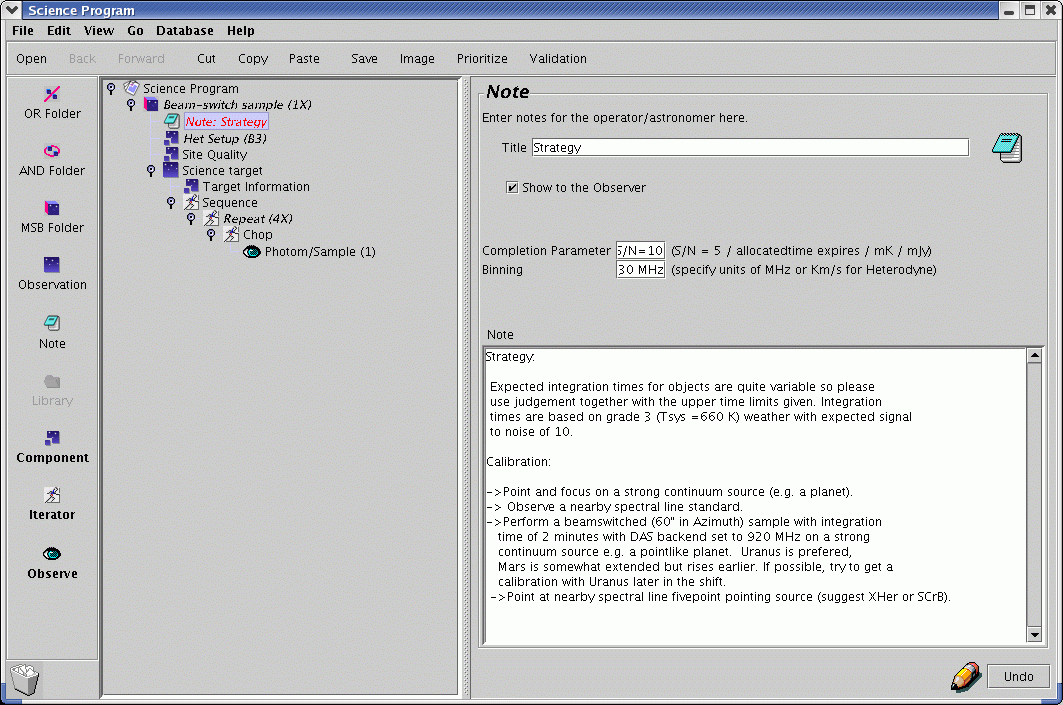 Science Program
File Edit View Go Database Help
Open Back Forward Cut Copy Paste Save Image Prioritize Validation
OR Folder
AND Folder
MSB Folder
Observation
Note
Library
Component
Iterator
Observe
Science Program
Beam-switch sample (1X)
Note: Strategy
Het Setup (B3)
Site Quality
Science target
Target Information
Sequence
Repeat (4X)
Chop
Photom/Sample (1)
Note
Enter notes for the operator/astronomer here.
Title Strategy
Show to the Observer
Completion Parameter S/N=10 (S/N = 5 / allocatedtime expires / mK / mJy)
Binning 30 MHz (specify units of MHz or Km/s for Heterodyne)
Note
Strategy:
Expected integration times for objects are quite variable so please
use judgement together with the upper time limits given. Integration
times are based on grade 3 (Tsys =660 K) weather with expected signal
to noise of 10.
Calibration:
->Point and focus on a strong continuum source (e.g. a planet).
-> Observe a nearby spectral line standard.
->Perform a beamswitched (60" in Azimuth) sample with integration
time of 2 minutes with DAS backend set to 920 MHz on a strong
continuum source e.g. a pointlike planet.  Uranus is prefered,
Mars is somewhat extended but rises earlier. If possible, try to get a
calibration with Uranus later in the shift.
->Point at nearby spectral line fivepoint pointing source (suggest XHer or SCrB).
Undo